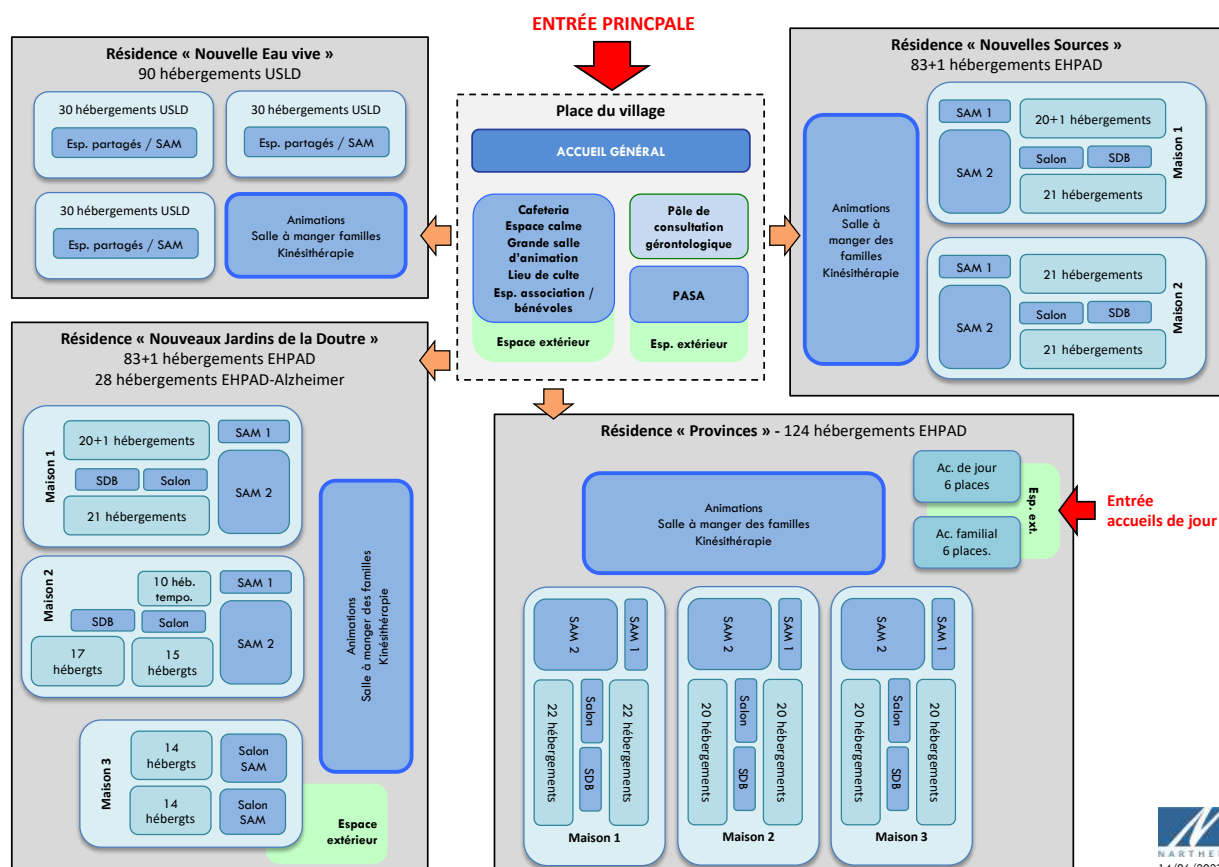 ENTRÉE PRINCPALE
Résidence « Nouvelle Eau vive »
90 hébergements USLD
30 hébergements USLD
Esp. partagés / SAM
30 hébergements USLD
Esp. partagés / SAM
30 hébergements USLD
Esp. partagés / SAM
Animations
Salle à manger familles
Kinésithérapie
Place du village
ACCUEIL GÉNÉRAL
Cafeteria
Espace calme
Grande salle
d'animation
Lieu de culte
Esp. association /
bénévoles
Espace extérieur
Pôle de
consultation
gérontologique
PASA
Esp. extérieur
Résidence « Nouvelles Sources »
83+1 hébergements EHPAD
Animations
Salle à
manger des
familles
Kinésithérapie
SAM 1
SAM 2
20+1 hébergements
Salon
SDB
21 hébergements
Maison 1
SAM 1
SAM 2
21 hébergements
Salon
SDB
21 hébergements
Maison 2
Résidence « Nouveaux Jardins de la Doutre »
83+1 hébergements EHPAD
28 hébergements EHPAD-Alzheimer
Maison 1
20+1 hébergements
SDB
Salon
21 hébergements
SAM 1
SAM 2
Maison 2
10 héb.
tempo.
SDB
Salon
17
hébergts
15
hébergts
SAM 1
SAM 2
Maison 3
14
hébergts
Salon
SAM
14
hébergts
Salon
SAM
Espace
extérieur
Animations
Salle à manger des familles
Kinésithérapie
Résidence « Provinces » - 124 hébergements EHPAD
Animations
Salle à manger des familles
Kinésithérapie
Ac. de jour
6 places
Ac. familial
6 places.
Esp. ext.
Entrée
accueils de jour
SAM 2
SAM 1
22 hébergements
Salon
SDB
22 hébergements
Maison 1
SAM 2
SAM 1
20 hébergements
Salon
SDB
20 hébergements
Maison 2
SAM 2
SAM 1
20 hébergements
Salon
SDB
20 hébergements
Maison 3